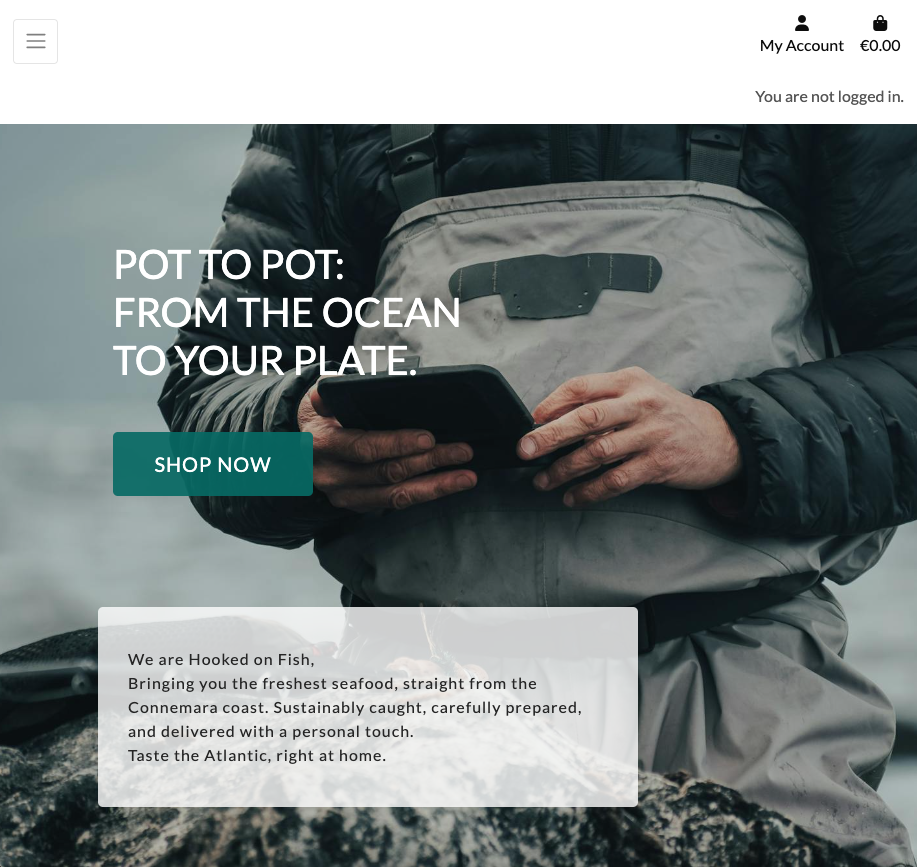 My Account
€0.00
You are not logged in.
POT TO POT:
FROM THE OCEAN
TO YOUR PLATE.
SHOP NOW
We are Hooked on Fish,
Bringing you the freshest seafood, straight from the
Connemara coast. Sustainably caught, carefully prepared,
and delivered with a personal touch.
Taste the Atlantic, right at home.